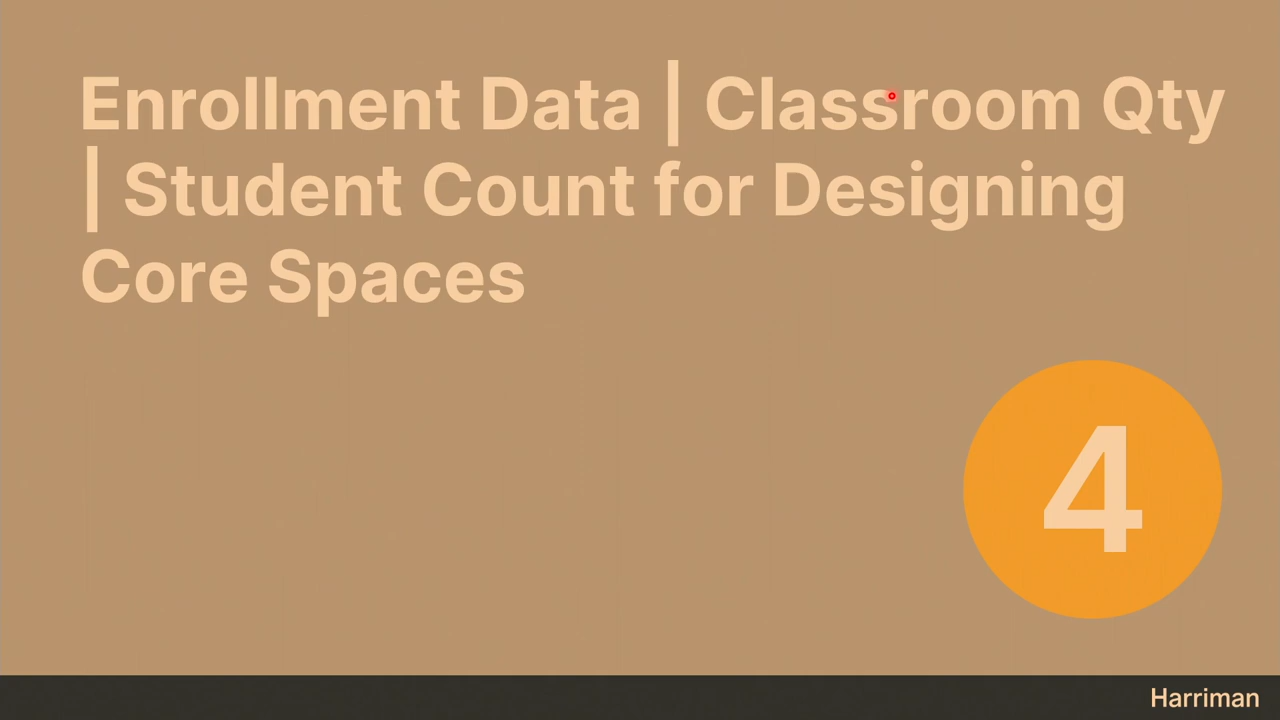 Enrollment Data | Classroom Qty
| Student Count for Designing
Core Spaces
4
Harriman